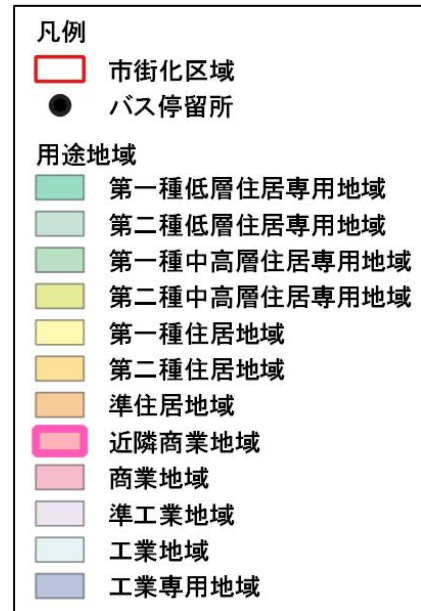 凡例
市街化区域
バス停留所
用途地域
第一種低層住居専用地域
第二種低層住居専用地域
第一種中高層住居専用地域
第二種中高層住居専用地域
第一種住居地域
第二種住居地域
準住居地域
近隣商業地域
商業地域
準工業地域
工業地域
工業専用地域